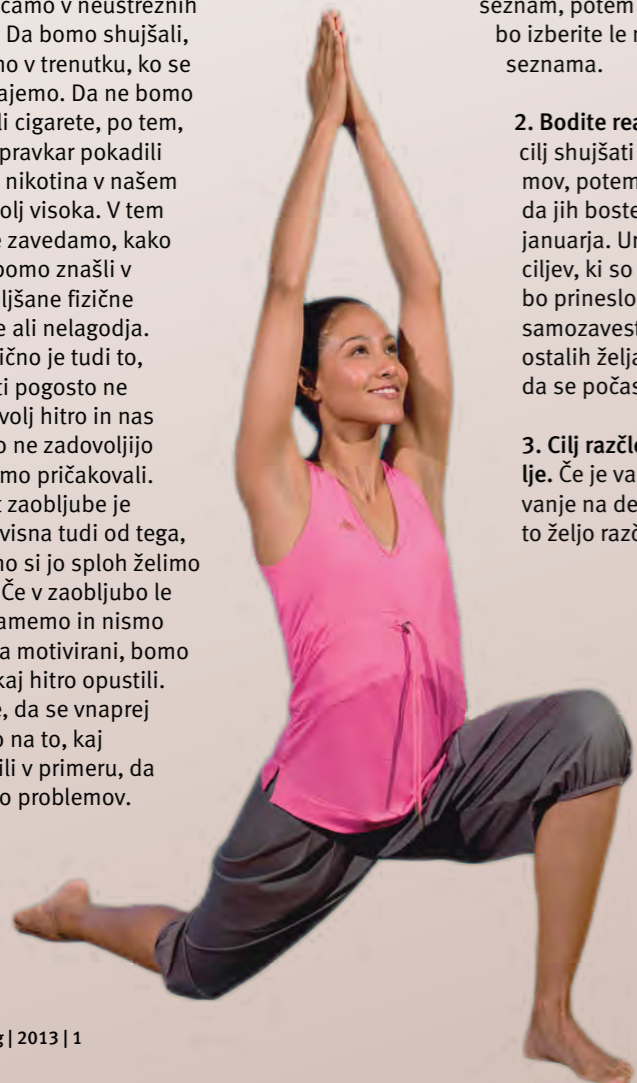 camo v neustreznih
Da bomo shujšali,
no v trenutku, ko se
ajemo. Da ne bomo
li cigarete, po tem,
pravkar pokadili
nikotina v našem
olj visoka. V tem
e zavedamo, kako
bomo znašli v
ljšane fizične
e ali nelagodja.
ično je tudi to,
ti pogosto ne
volj hitro in nas
o ne zadovoljijo
mo pričakovali.
t zaobljube je
visna tudi od tega,
no si jo sploh želimo
Če v zaobljubo le
amemo in nismo
a motivirani, bomo
kaj hitro opustili.
e, da se vnaprej
o na to, kaj
ili v primeru, da
o problemov.
seznam, potem
bo izberite le
seznama.
2. Bodite rea
cilj shujšati
mov, potem
da jih boste
januarja. Ur
ciljev, ki so
bo prineslo
samozavest
ostalih želja
da se počas
3. Cilj razčle
lje. Če je va
vanje na de
to željo razč
g | 2013 | 1